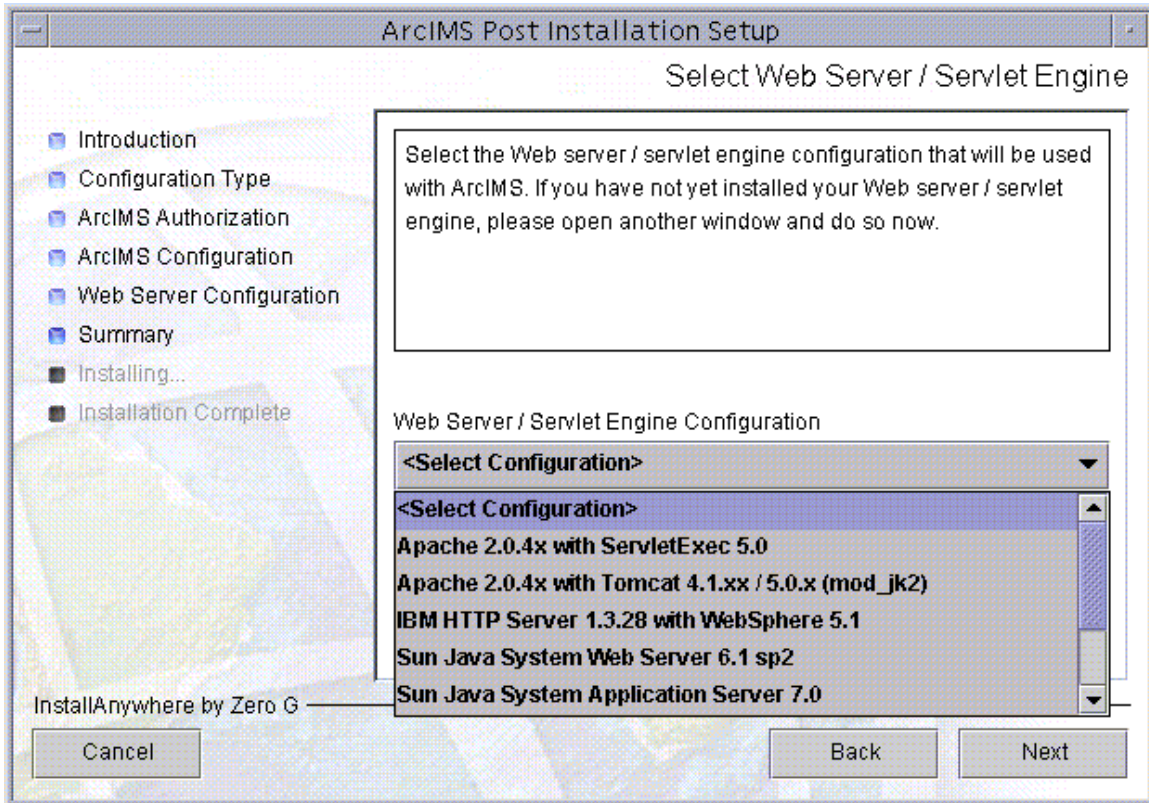 ArcIMS Post Installation Setup
Select Web Server / Servlet Engine
Introduction
Configuration Type
ArcIMS Authorization
ArcIMS Configuration
Web Server Configuration
Summary
Installing...
Installation Complete
Select the Web server / servlet engine configuration that will be used
with ArcIMS. If you have not yet installed your Web server / servlet
engine, please open another window and do so now.
Web Server / Servlet Engine Configuration
<Select Configuration>
<Select Configuration>
Apache 2.0.4x with ServletExec 5.0
Apache 2.0.4x with Tomcat 4.1.xx / 5.0.x (mod_jk2)
IBM HTTP Server 1.3.28 with WebSphere 5.1
Sun Java System Web Server 6.1 sp2
Sun Java System Application Server 7.0
InstallAnywhere by Zero G
Cancel
Back
Next